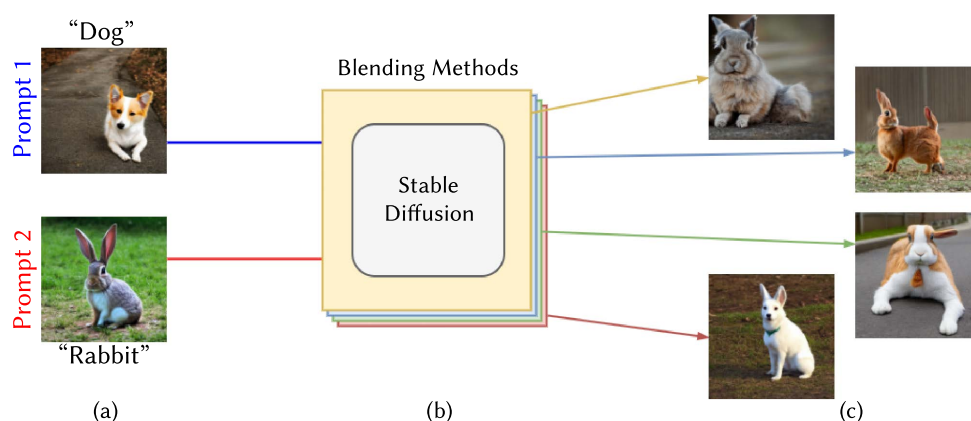 “Dog”
Prompt 1
Prompt 2
“Rabbit”
Blending Methods
Stable
Diffusion
(a)
(b)
(c)